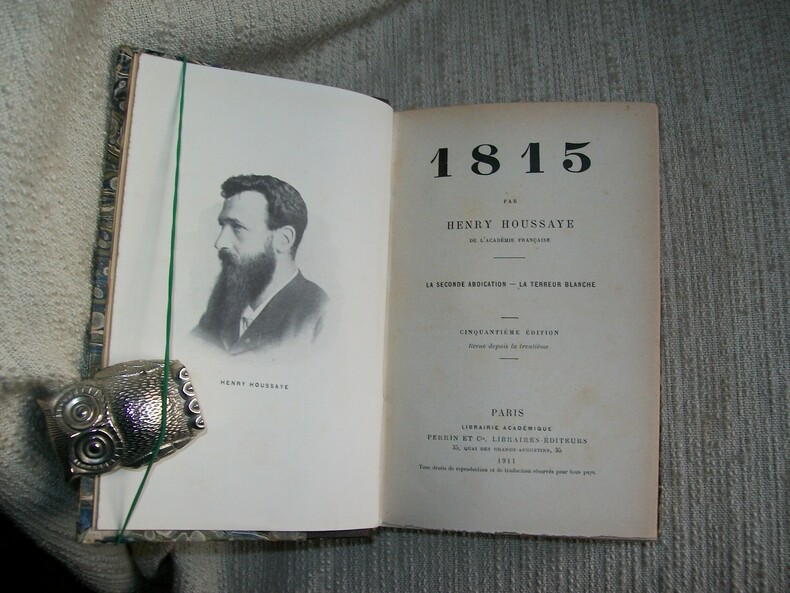 HENRY HOUSSAYE
1815
PAR
HENRY HOUSSAYE
DE L'ACADÉMIE FRANÇAISE
LA SECONDE ABDICATION — LA TERREUR BLANCHE
CINQUANTIÈME ÉDITION
Revue depuis la trentième.
PARIS
LIBRAIRIE ACADÉMIQUE
PERRIN ET Cie, LIBRAIRES-ÉDITEURS
35, QUAI DES GRANDS-AUGUSTINS, 35
1911
Tous droits de reproduction et de traduction réservés pour tous pays.